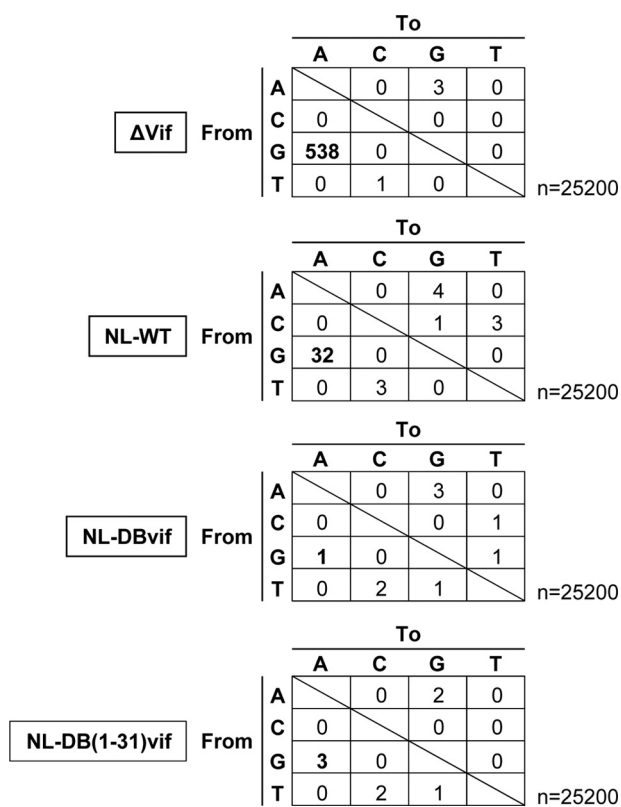 To
A C G T
A 0 3 0
C 0 0 0
ΔVif From
G 538 0 0
T 0 1 0 n=25200
To
A C G T
A 0 4 0
C 0 1 3
NL-WT From
G 32 0 0
T 0 3 0 n=25200
To
A C G T
A 0 3 0
C 0 0 1
NL-DBvif From
G 1 0 1
T 0 2 1 n=25200
To
A C G T
A 0 2 0
C 0 0 0
NL-DB(1-31)vif From
G 3 0 0
T 0 2 1 n=25200